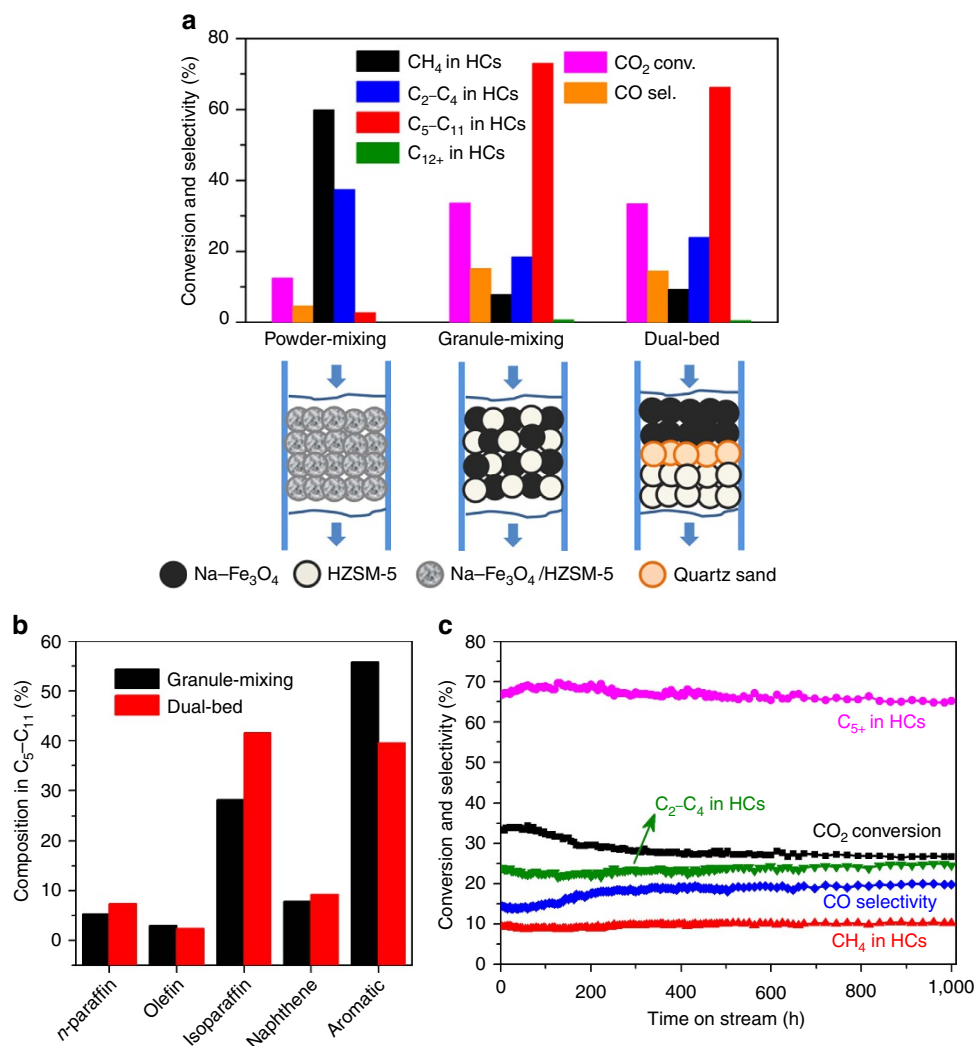 a
80
60
40
20
0
Conversion and selectivity (%)
CH₄ in HCs
C₂–C₄ in HCs
C₅–C₁₁ in HCs
C₁₂₊ in HCs
CO₂ conv.
CO sel.
Powder-mixing
Granule-mixing
Dual-bed
Na–Fe₃O₄
HZSM-5
Na–Fe₃O₄/HZSM-5
Quartz sand
b
60
50
40
30
20
10
0
Composition in C₅–C₁₁ (%)
Granule-mixing
Dual-bed
n-paraffin
Olefin
Isoparaffin
Naphthene
Aromatic
c
80
70
60
50
40
30
20
10
0
Conversion and selectivity (%)
C₅₊ in HCs
C₂–C₄ in HCs
CO₂ conversion
CO selectivity
CH₄ in HCs
0
200
400
600
800
1,000
Time on stream (h)